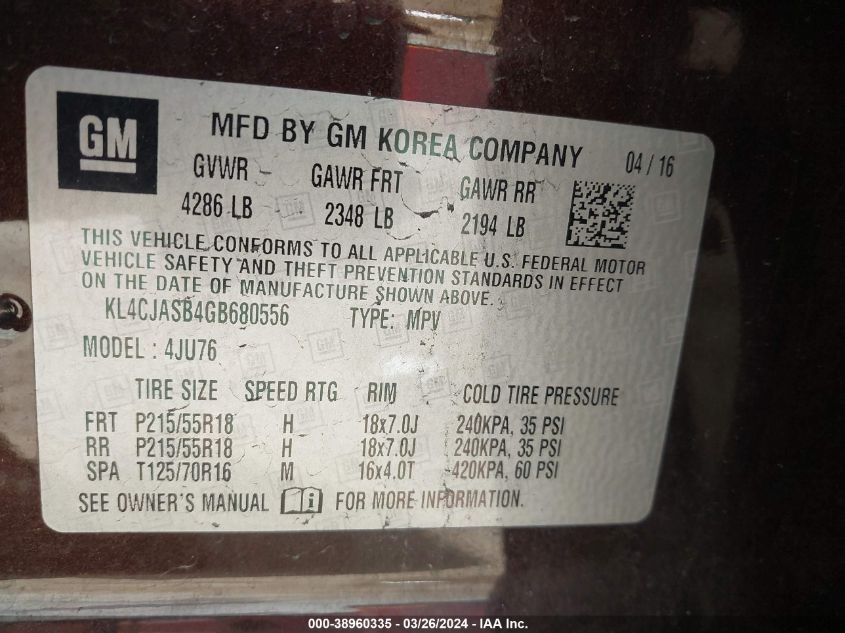 GM
MFD BY GM KOREA COMPANY 04 / 16
GVWR GAWR FRT GAWR RR
4286 LB 2348 LB 2194 LB
THIS VEHICLE CONFORMS TO ALL APPLICABLE U.S. FEDERAL MOTOR
VEHICLE SAFETY AND THEFT PREVENTION STANDARDS IN EFFECT
ON THE DATE OF MANUFACTURE SHOWN ABOVE.
KL4CJASB4GB680556 TYPE: MPV
MODEL : 4JU76
TIRE SIZE SPEED RTG RIM COLD TIRE PRESSURE
FRT P215/55R18 H 18x7.0J 240KPA, 35 PSI
RR P215/55R18 H 18x7.0J 240KPA, 35 PSI
SPA T125/70R16 M 16x4.0T 420KPA, 60 PSI
SEE OWNER'S MANUAL i FOR MORE INFORMATION.
000-38960335 / 03/26/2024 - IAA Inc.